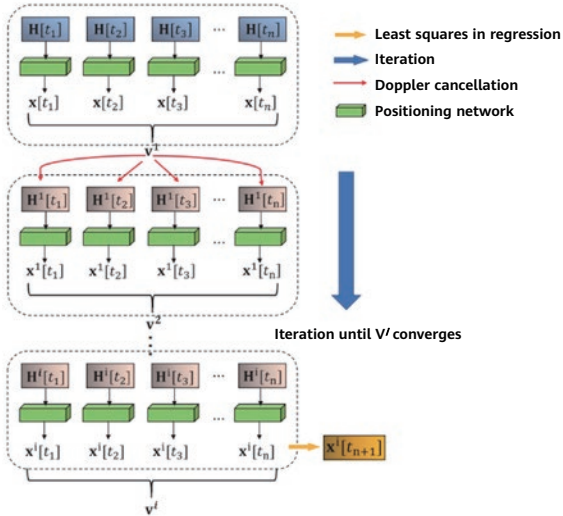 H[t₁] H[t₂] H[t₃] ... H[tₙ]
...
x[t₁] x[t₂] x[t₃] ... x[tₙ]
v¹
H¹[t₁] H¹[t₂] H¹[t₃] ... H¹[tₙ]
...
x¹[t₁] x¹[t₂] x¹[t₃] ... x¹[tₙ]
v²
⋮
Hⁱ[t₁] Hⁱ[t₂] Hⁱ[t₃] ... Hⁱ[tₙ]
...
xⁱ[t₁] xⁱ[t₂] xⁱ[t₃] ... xⁱ[tₙ]
xⁱ[tₙ₊₁]
vⁱ
Least squares in regression
Iteration
Doppler cancellation
Positioning network
Iteration until Vᴵ converges